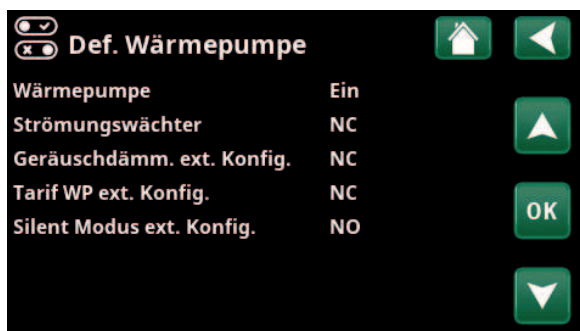 Def. Wärmepumpe
Wärmepumpe Ein
Strömungswächter NC
Geräuschdämm. ext. Konfig. NC
Tarif WP ext. Konfig. NC
OK
Silent Modus ext. Konfig. NO